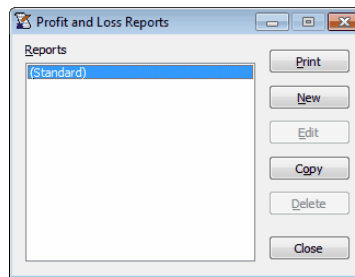 Profit and Loss Reports
Reports
(Standard)
Print
New
Edit
Copy
Delete
Close